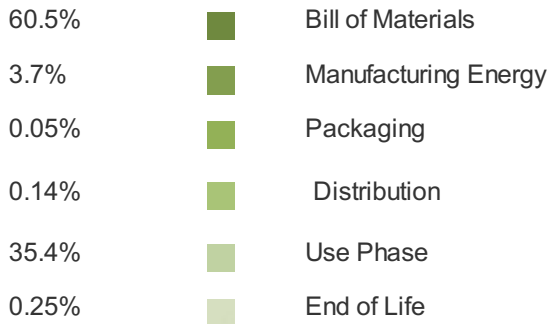 60.5% Bill of Materials
3.7% Manufacturing Energy
0.05% Packaging
0.14% Distribution
35.4% Use Phase
0.25% End of Life